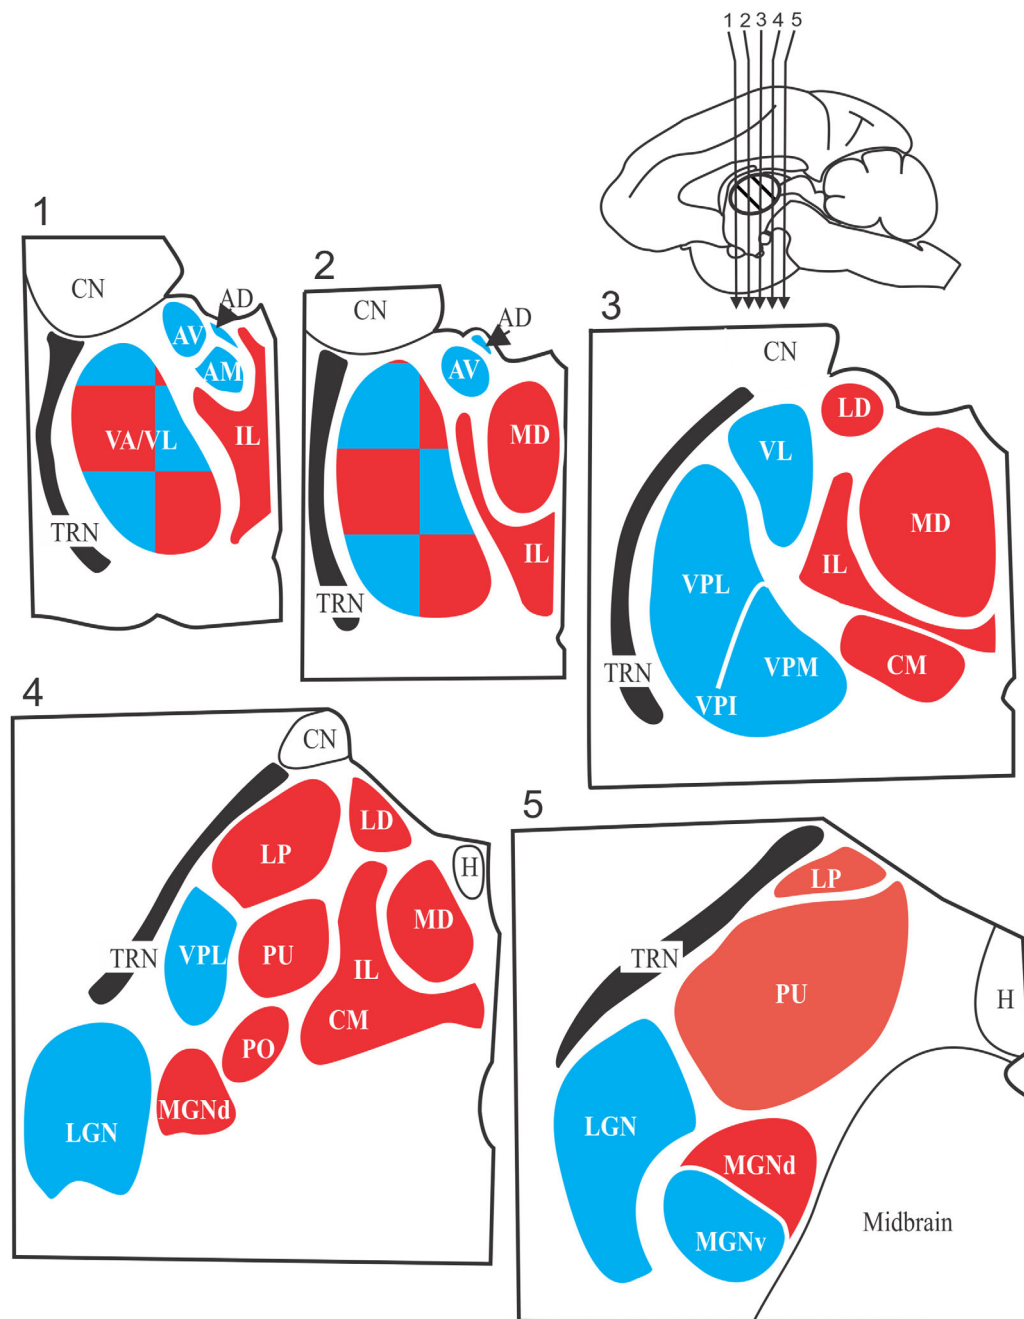 1 2 3 4 5
1
CN
AD
AV
AM
VA/VL
IL
TRN
2
CN
AD
AV
MD
IL
TRN
3
CN
LD
VL
MD
IL
VPL
CM
VPM
TRN
VPI
4
CN
LD
LP
H
MD
VPL
TRN
PU
IL
CM
PO
MGNd
LGN
5
LP
TRN
PU
H
LGN
MGNd
MGNv
Midbrain